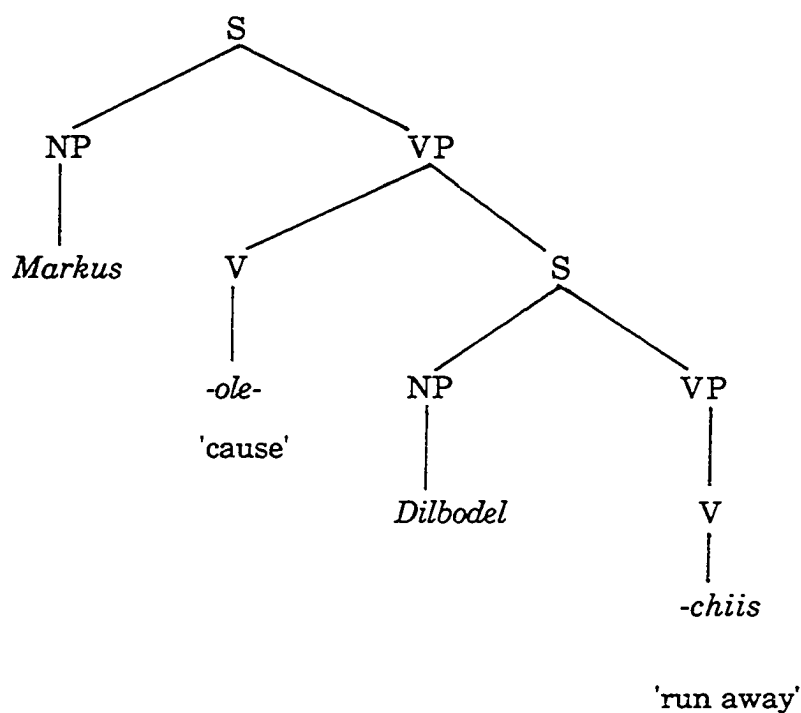 S
NP VP
Markus V S
-ole- NP VP
'cause'
Dilbodel V
-chiis
'run away'